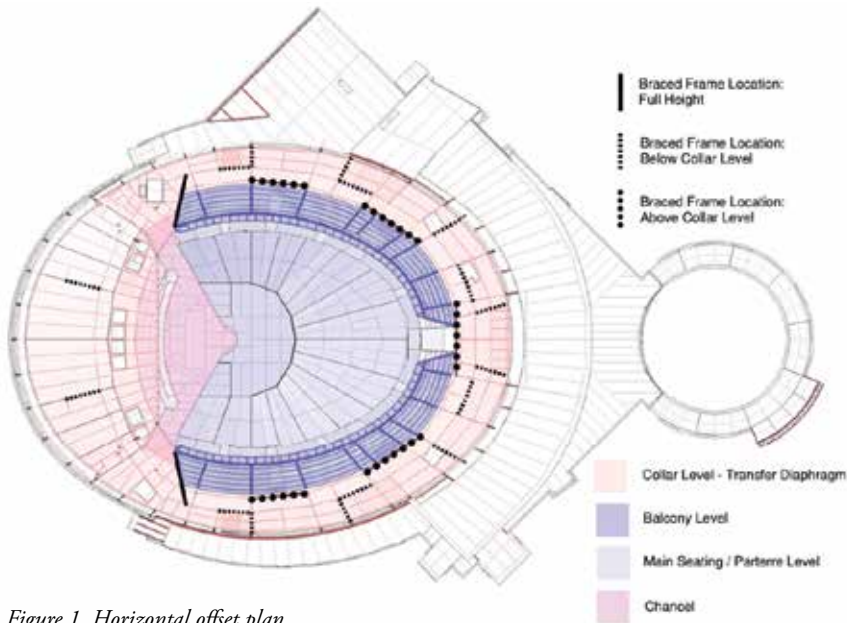 Braced Frame Location:
Full Height
Braced Frame Location:
Below Collar Level
Braced Frame Location:
Above Collar Level
Collar Level - Transfer Diaphragm
Balcony Level
Main Seating / Parterre Level
Chancel
Figure 1. Horizontal offset plan